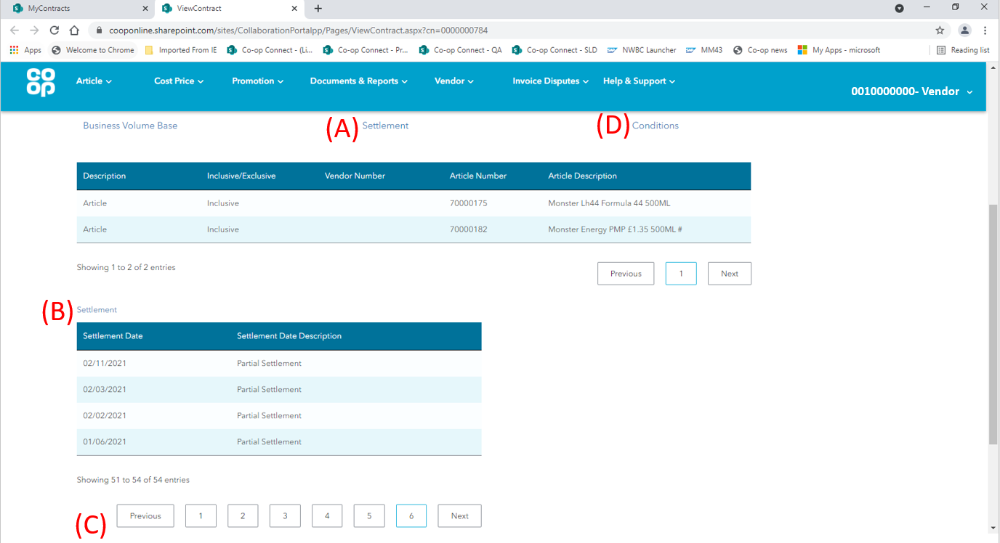 MyContracts
ViewContract
cooponline.sharepoint.com/sites/CollaborationPortalpp/Pages/ViewContract.aspx?cn=0000000784
Apps Welcome to Chrome Imported From IE Co-op Connect - (Li... Co-op Connect - Pr... Co-op Connect - QA Co-op Connect - SLD NWBC Launcher MM43 Co-op news My Apps - microsoft Reading list
CO
OP
Article Cost Price Promotion Documents & Reports Vendor Invoice Disputes Help & Support
0010000000- Vendor
Business Volume Base (A) Settlement (D) Conditions
Description Inclusive/Exclusive Vendor Number Article Number Article Description
Article Inclusive 70000175 Monster Lh44 Formula 44 500ML
Article Inclusive 70000182 Monster Energy PMP £1.35 500ML #
Showing 1 to 2 of 2 entries
Previous 1 Next
(B) Settlement
Settlement Date Settlement Date Description
02/11/2021 Partial Settlement
02/03/2021 Partial Settlement
02/02/2021 Partial Settlement
01/06/2021 Partial Settlement
Showing 51 to 54 of 54 entries
(C) Previous 1 2 3 4 5 6 Next